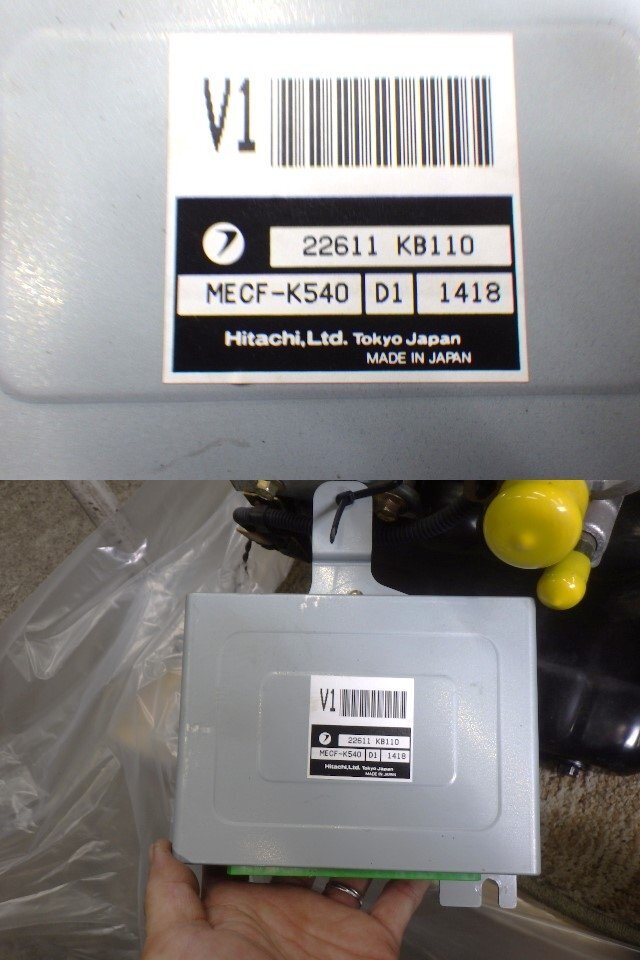 V1
22611 KB110
MECF-K540 D1 1418
Hitachi,Ltd. Tokyo Japan
MADE IN JAPAN
V1
22611 KB110
MECF-K540 D1 1418
Hitachi,Ltd. Tokyo Japan
MADE IN JAPAN